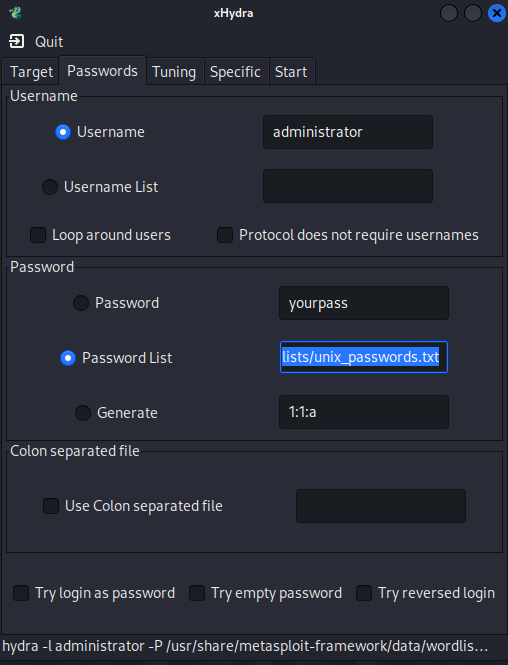 xHydra
Quit
Target Passwords Tuning Specific Start
Username
Username administrator
Username List
Loop around users Protocol does not require usernames
Password
Password yourpass
Password List lists/unix_passwords.txt
Generate 1:1:a
Colon separated file
Use Colon separated file
Try login as password Try empty password Try reversed login
hydra -l administrator -P /usr/share/metasploit-framework/data/wordlis...